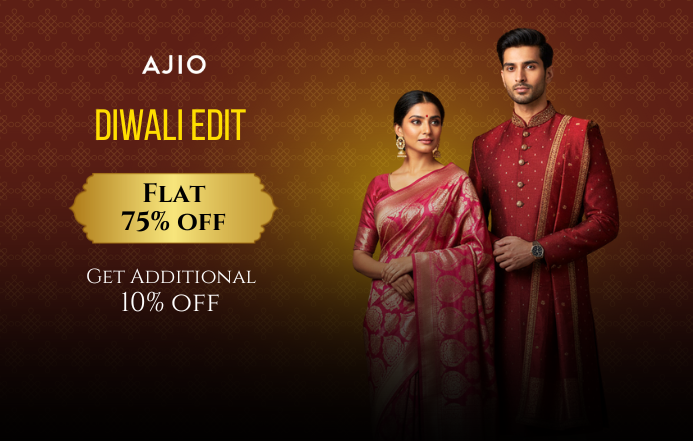 AJIO
DIWALI EDIT
FLAT
75% OFF
GET ADDITIONAL
10% OFF